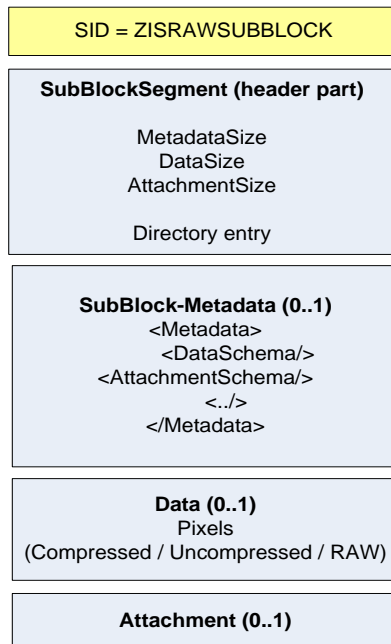 SID = ZISRAWSUBBLOCK
SubBlockSegment (header part)
MetadataSize
DataSize
AttachmentSize
Directory entry
SubBlock-Metadata (0..1)
<Metadata>
<DataSchema/>
<AttachmentSchema/>
<../>
</Metadata>
Data (0..1)
Pixels
(Compressed / Uncompressed / RAW)
Attachment (0..1)